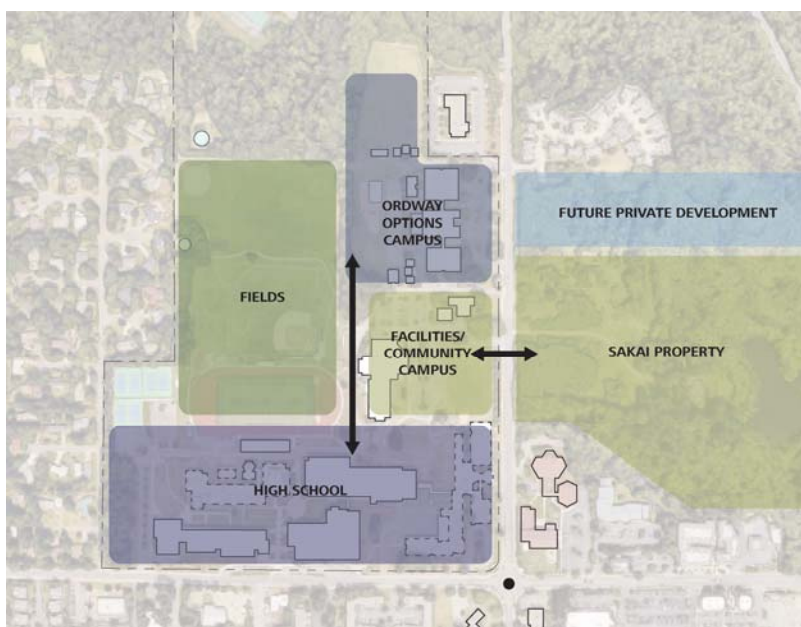 ORDWAY
OPTIONS
CAMPUS
FUTURE PRIVATE DEVELOPMENT
FIELDS
FACILITIES/
COMMUNITY
CAMPUS
SAKAI PROPERTY
HIGH SCHOOL